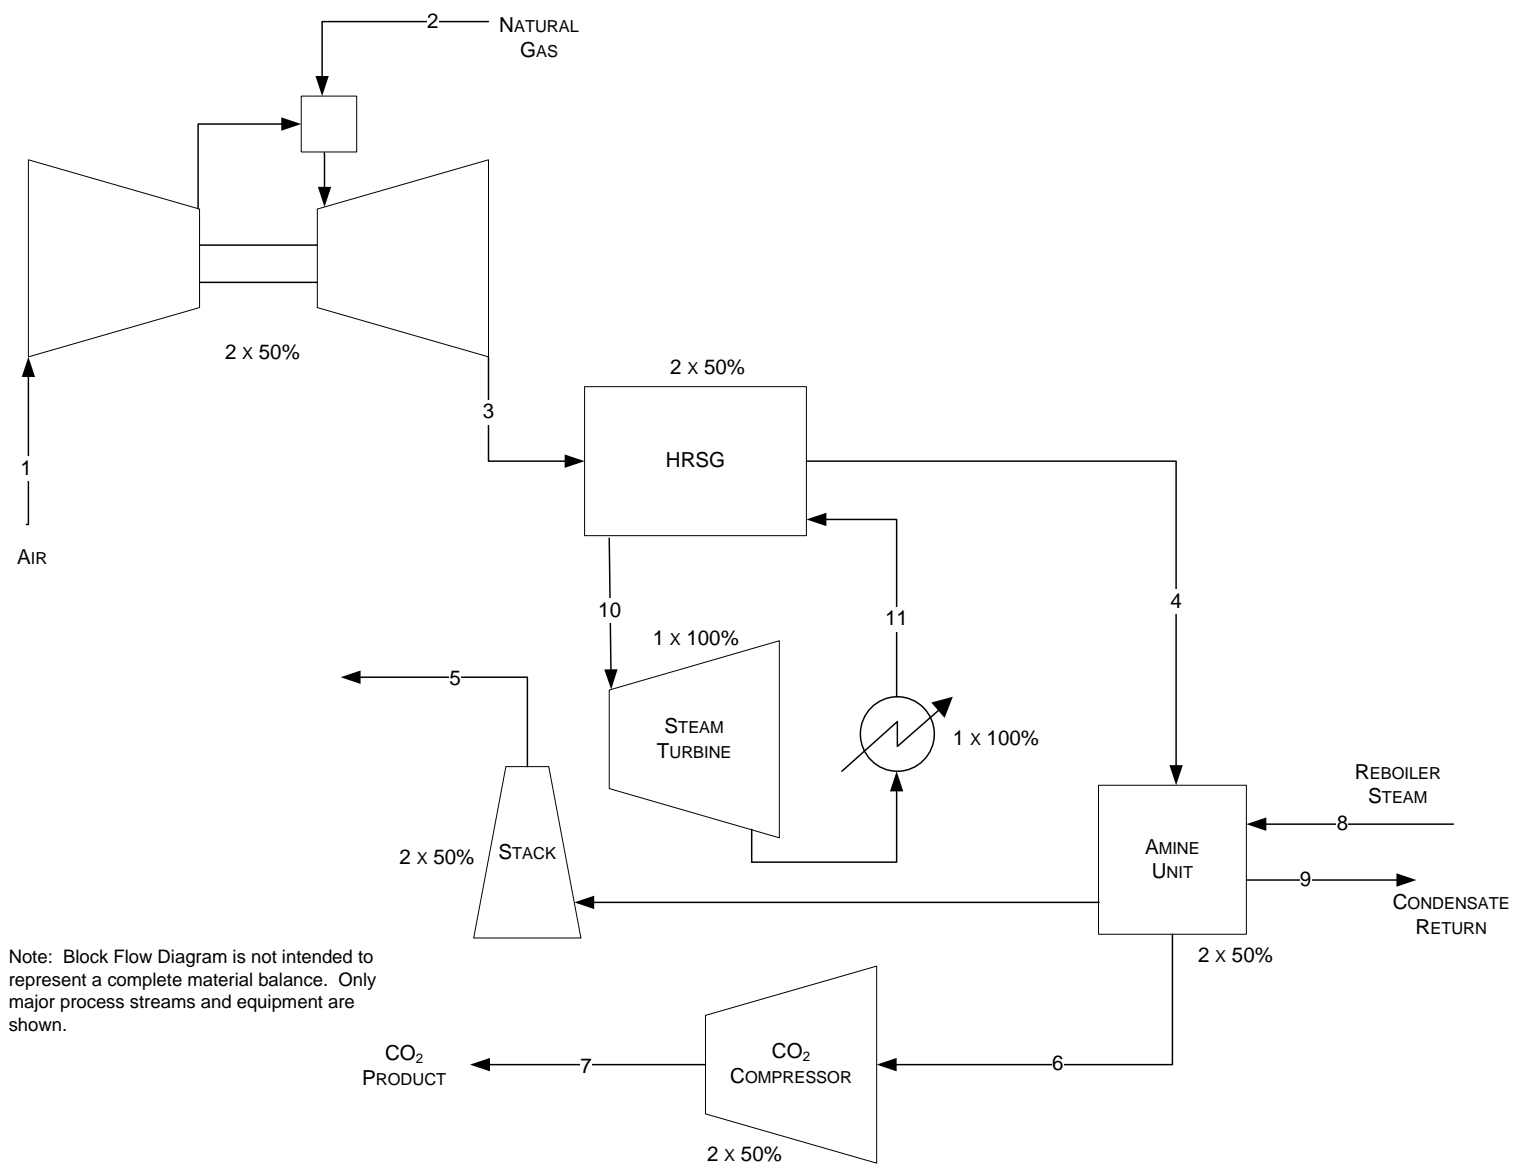 2
NATURAL
GAS
2 X 50%
2 X 50%
3
HRSG
1
AIR
4
10
11
1 X 100%
5
STEAM
TURBINE
1 X 100%
REBOILER
STEAM
8
2 X 50%
STACK
AMINE
UNIT
9
CONDENSATE
RETURN
2 X 50%
Note: Block Flow Diagram is not intended to
represent a complete material balance. Only
major process streams and equipment are
shown.
CO₂
PRODUCT
7
CO₂
COMPRESSOR
6
2 X 50%